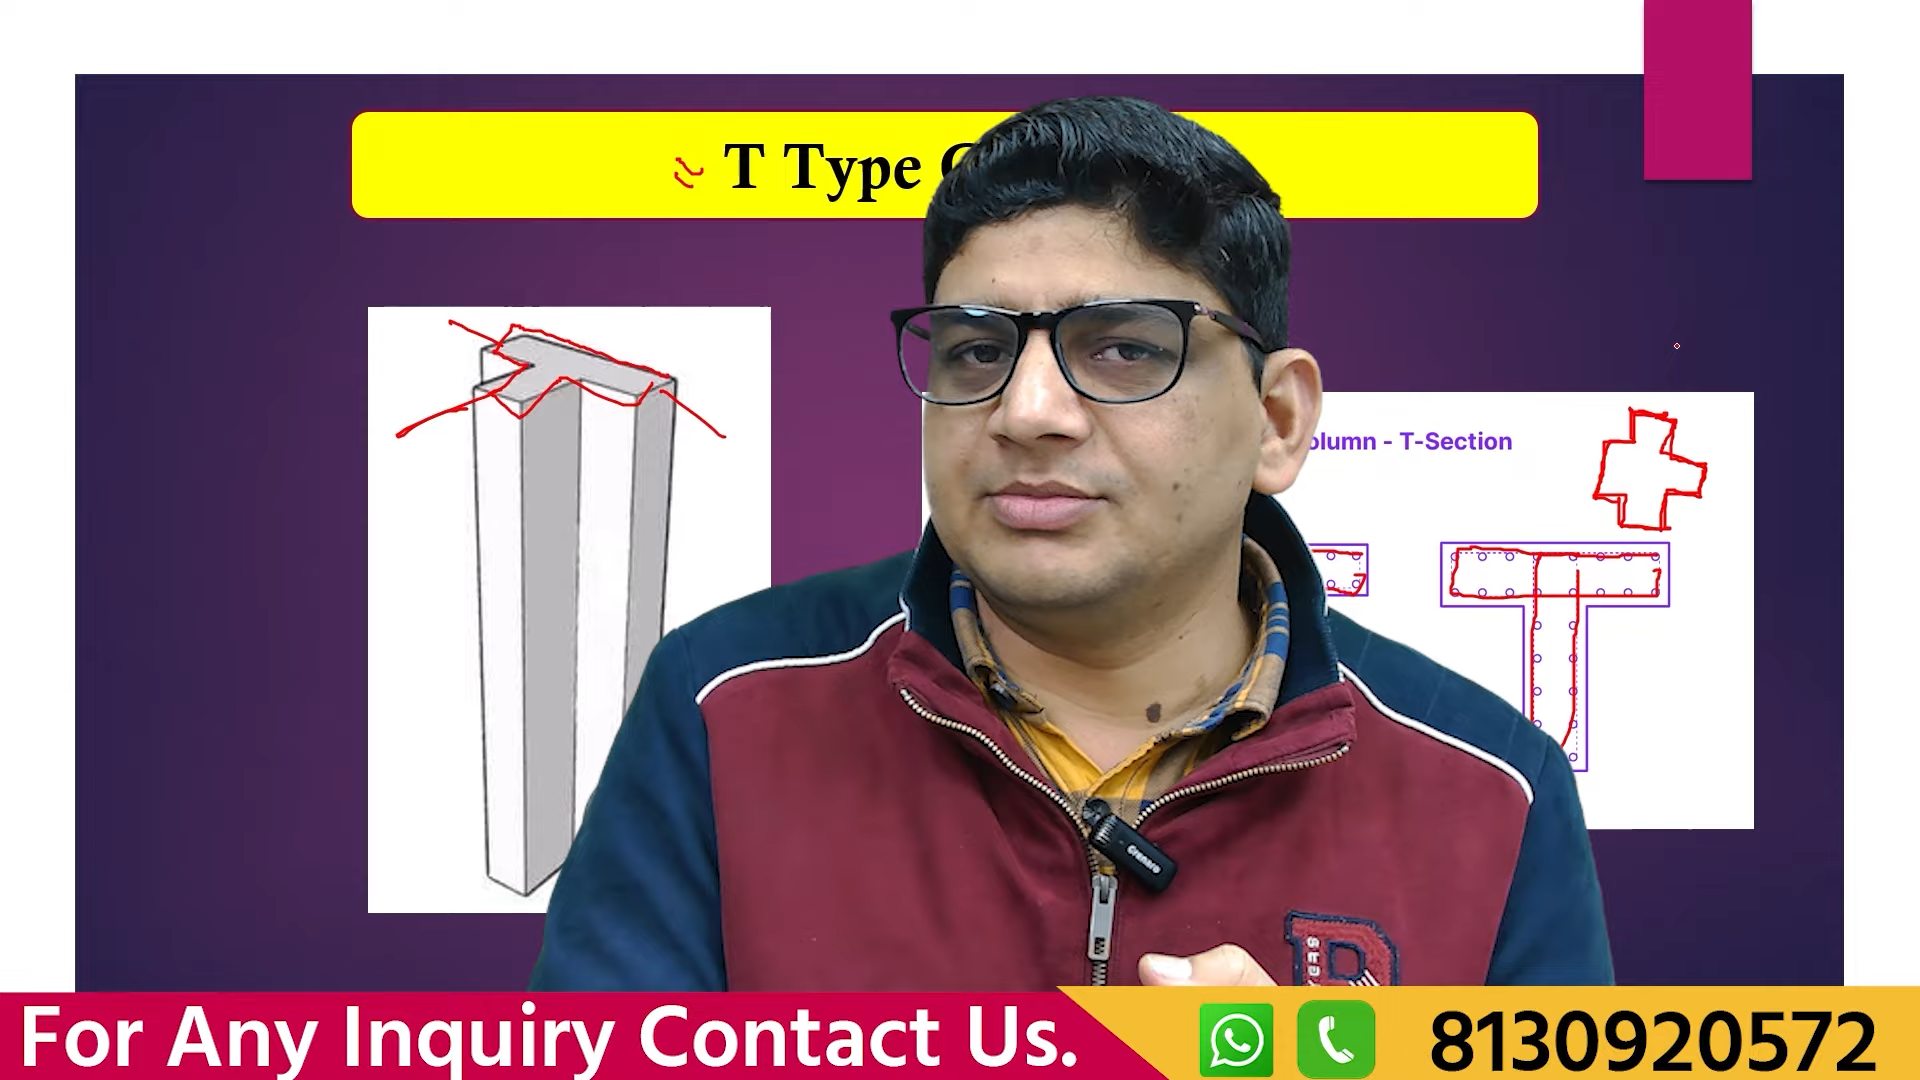 T Type
olumn - T-Section
For Any Inquiry Contact Us.
8130920572